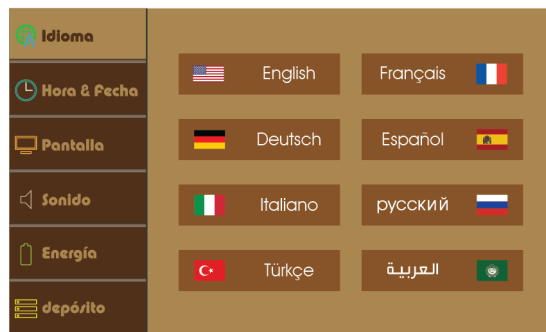 Idioma
Hora & Fecha
Pantalla
Sonido
Energía
depósito
English
Français
Deutsch
Español
Italiano
русский
Türkçe
العربية